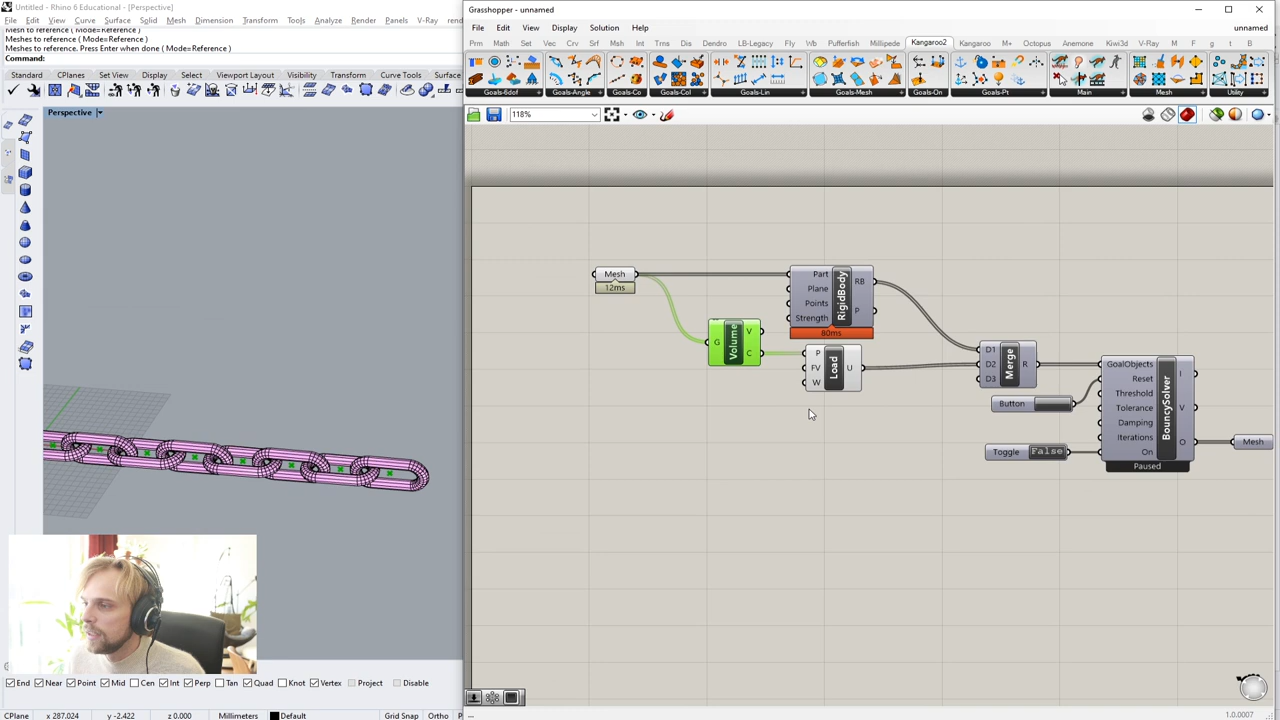 Untitled - Rhino 6 Educational - [Perspective]
File Edit View Curve Surface Solid Mesh Dimension Transform Tools Analyze Render Panels V-Ray
Mesh to reference ( Mode=Reference )
Meshes to reference ( Mode=Reference )
Meshes to reference. Press Enter when done ( Mode=Reference )
Command:
Standard CPlanes Set View Display Select Viewport Layout Visibility Transform Curve Tools
Perspective
End Near Point Mid Cen Int Perp Tan Quad Knot Vertex Project Disable
CPlane x 287.024 y -2.422 z 0.000 Millimeters Default Grid Snap Ortho
Grasshopper - unnamed
File Edit View Display Solution Help unnamed
Prm Math Set Vec Crv Srf Msh Int Trns Dis Dendro LB-Legacy Fly Wb Pufferfish Millipede Kangaroo2 Kangaroo M+ Octopus Anemone Kiwi3d V-Ray M F g t B
Goals-6dof Goals-Angle Goals-Co Goals-Col Goals-Lin Goals-Mesh Goals-On Goals-Pt Main Mesh Utility
118%
Mesh
12ms
G Volume V C
Part
Plane
Points
Strength
RigidBody
RB
P
80ms
P
FV
W
Load
U
D1
D2
D3
Merge
R
Button
Toggle False
GoalObjects
Reset
Threshold
Tolerance
Damping
Iterations
On
BouncySolver
I
V
O
Paused
Mesh
...
1.0.0007